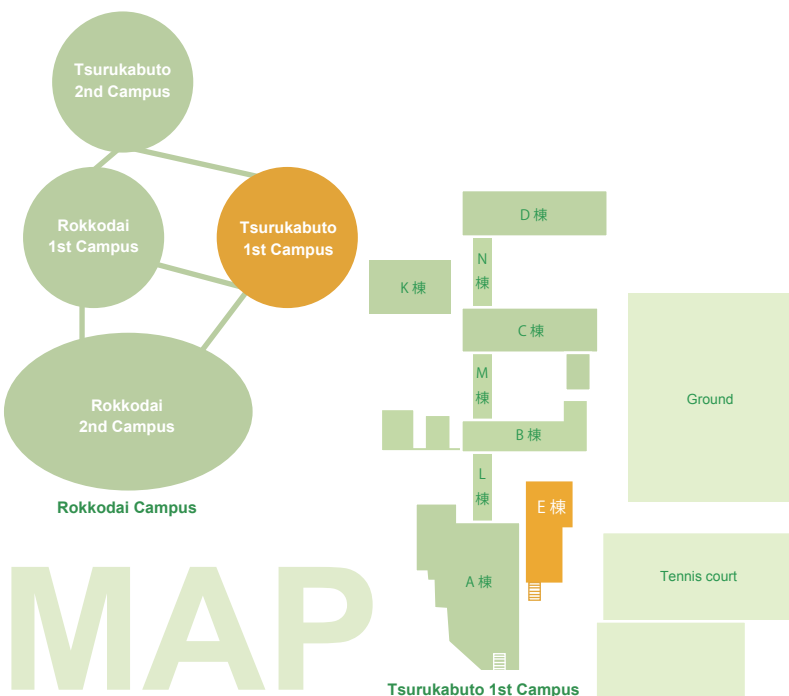 Tsurukabuto
2nd Campus
Rokkodai
1st Campus
Tsurukabuto
1st Campus
Rokkodai
2nd Campus
Rokkodai Campus
MAP
D 棟
N
棟
K 棟
C 棟
M
棟
B 棟
L
棟
E 棟
A 棟
Ground
Tennis court
Tsurukabuto 1st Campus